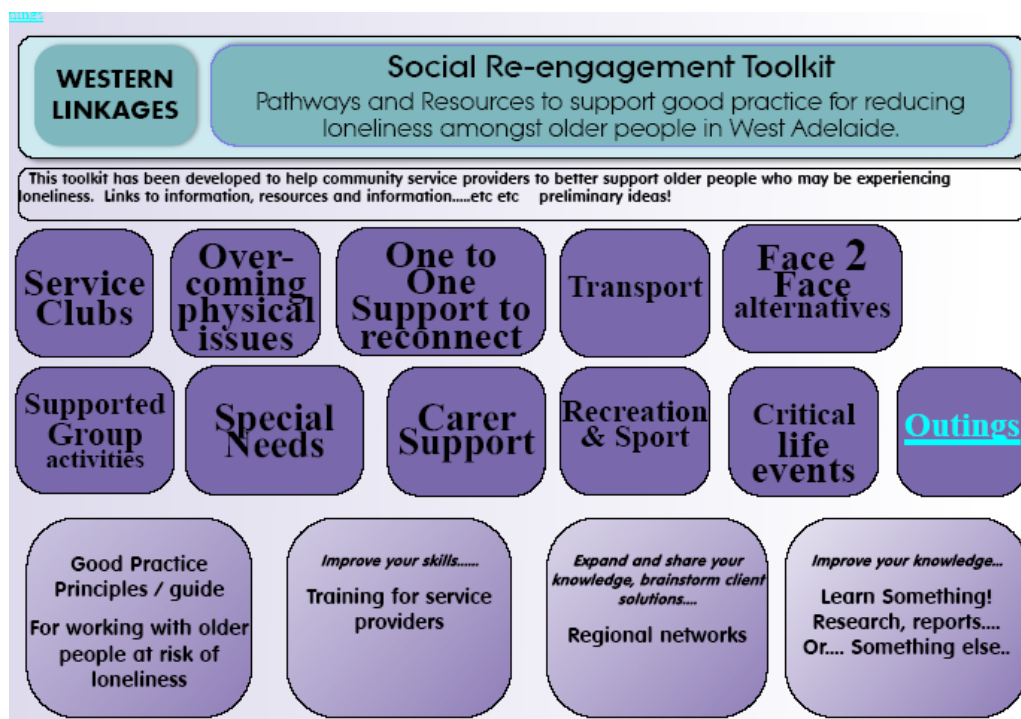 WESTERN
LINKAGES
Social Re-engagement Toolkit
Pathways and Resources to support good practice for reducing
loneliness amongst older people in West Adelaide.
This toolkit has been developed to help community service providers to better support older people who may be experiencing
loneliness. Links to information, resources and information.....etc etc preliminary ideas!
Service
Clubs
Over-
coming
physical
issues
One to
One
Support to
reconnect
Transport
Face 2
Face
alternatives
Supported
Group
activities
Special
Needs
Carer
Support
Recreation
& Sport
Critical
life
events
Outings
Good Practice
Principles / guide
For working with older
people at risk of
loneliness
Improve your skills......
Training for service
providers
Expand and share your
knowledge, brainstorm client
solutions....
Regional networks
Improve your knowledge...
Learn Something!
Research, reports....
Or.... Something else..